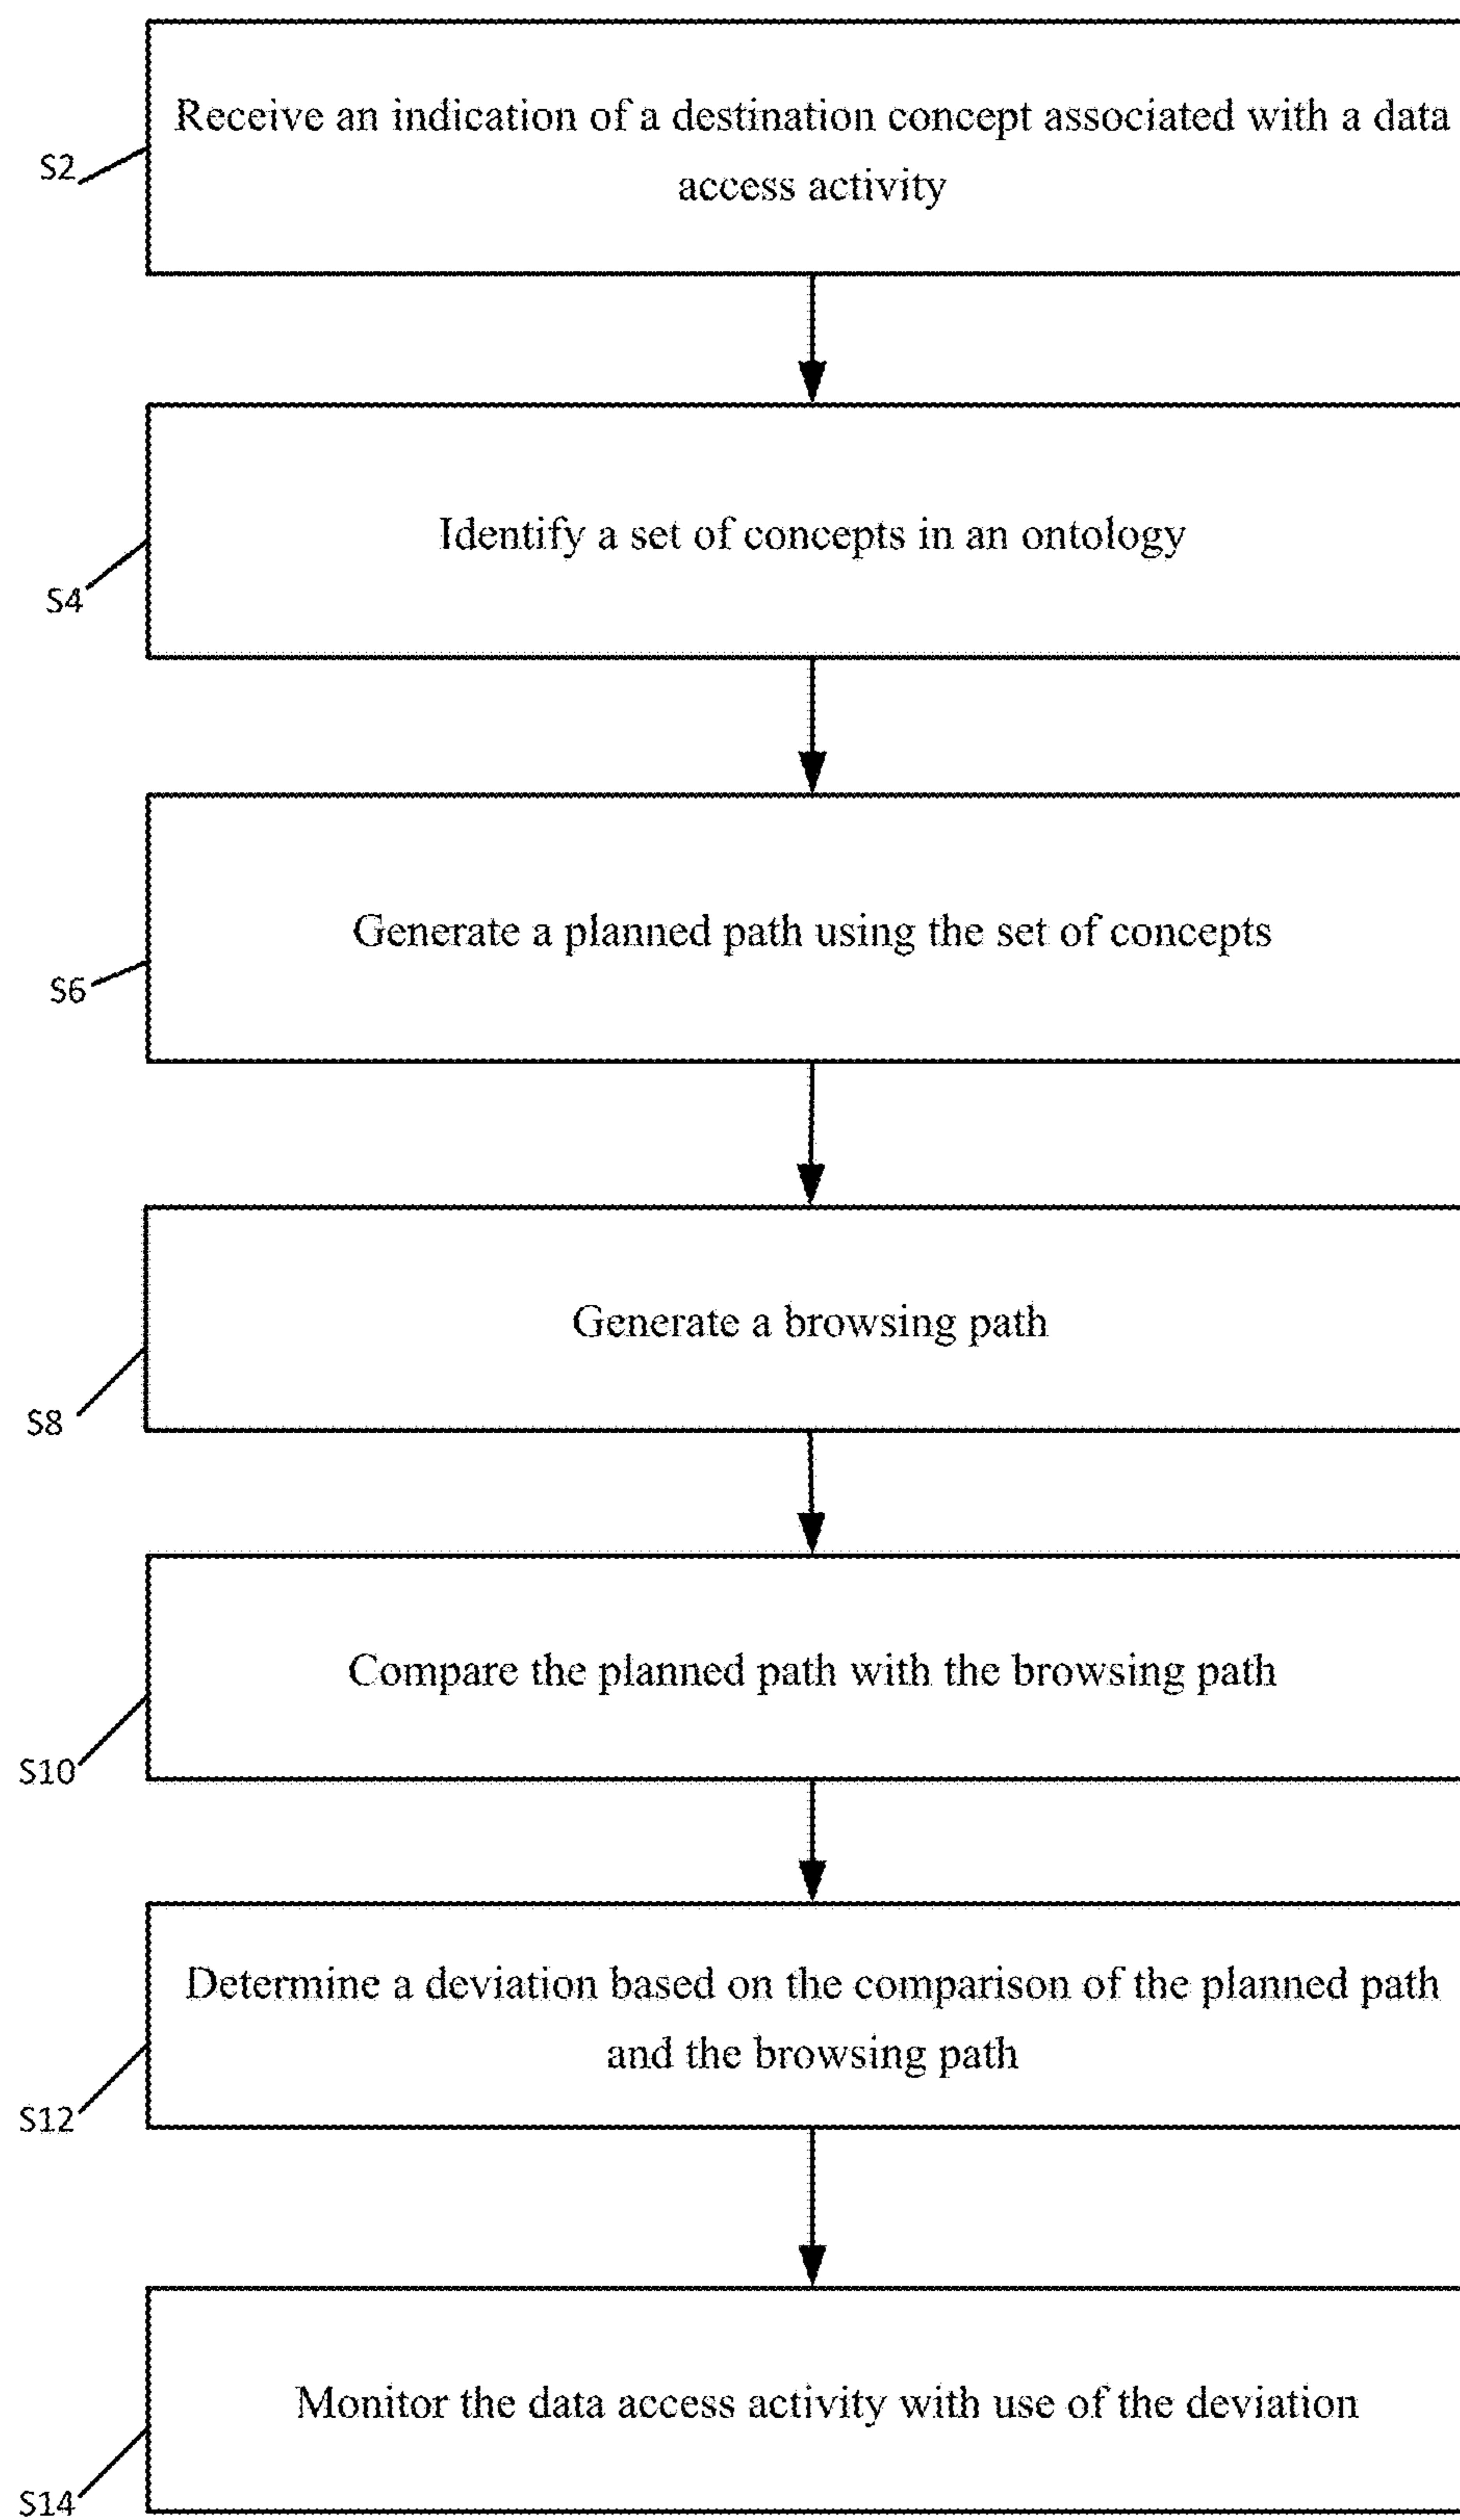 Receive an indication of a destination concept associated with a data
access activity
S2
Identify a set of concepts in an ontology
S4
Generate a planned path using the set of concepts
S6
Generate a browsing path
S8
Compare the planned path with the browsing path
S10
Determine a deviation based on the comparison of the planned path
and the browsing path
S12
Monitor the data access activity with use of the deviation
S14